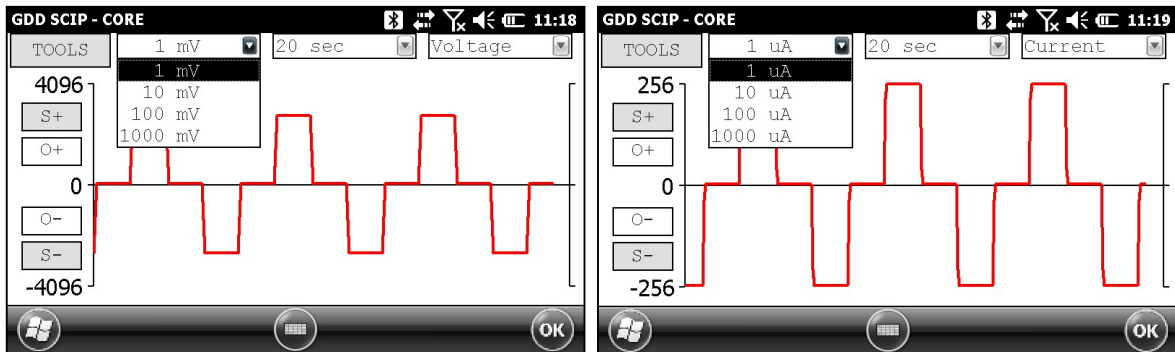 GDD SCIP - CORE 11:18
TOOLS 1 mV 20 sec Voltage
1 mV
10 mV
100 mV
1000 mV
4096
S+
O+
0
O-
S-
-4096
OK
GDD SCIP - CORE 11:19
TOOLS 1 uA 20 sec Current
1 uA
10 uA
100 uA
1000 uA
256
S+
O+
0
O-
S-
-256
OK